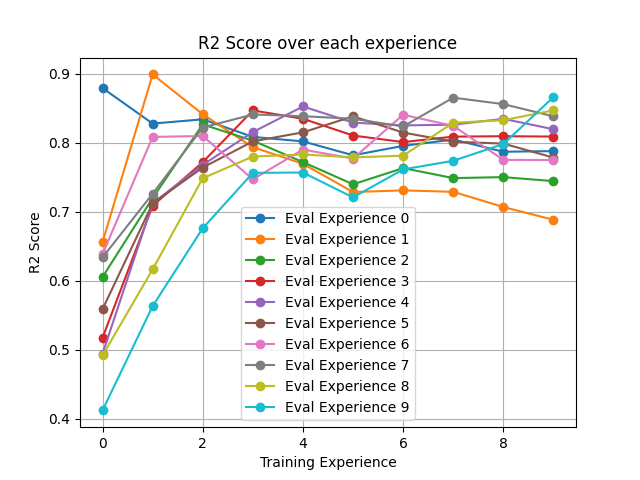 R2 Score over each experience
R2 Score
0.9
0.8
0.7
0.6
0.5
0.4
Eval Experience 0
Eval Experience 1
Eval Experience 2
Eval Experience 3
Eval Experience 4
Eval Experience 5
Eval Experience 6
Eval Experience 7
Eval Experience 8
Eval Experience 9
0 2 4 6 8
Training Experience